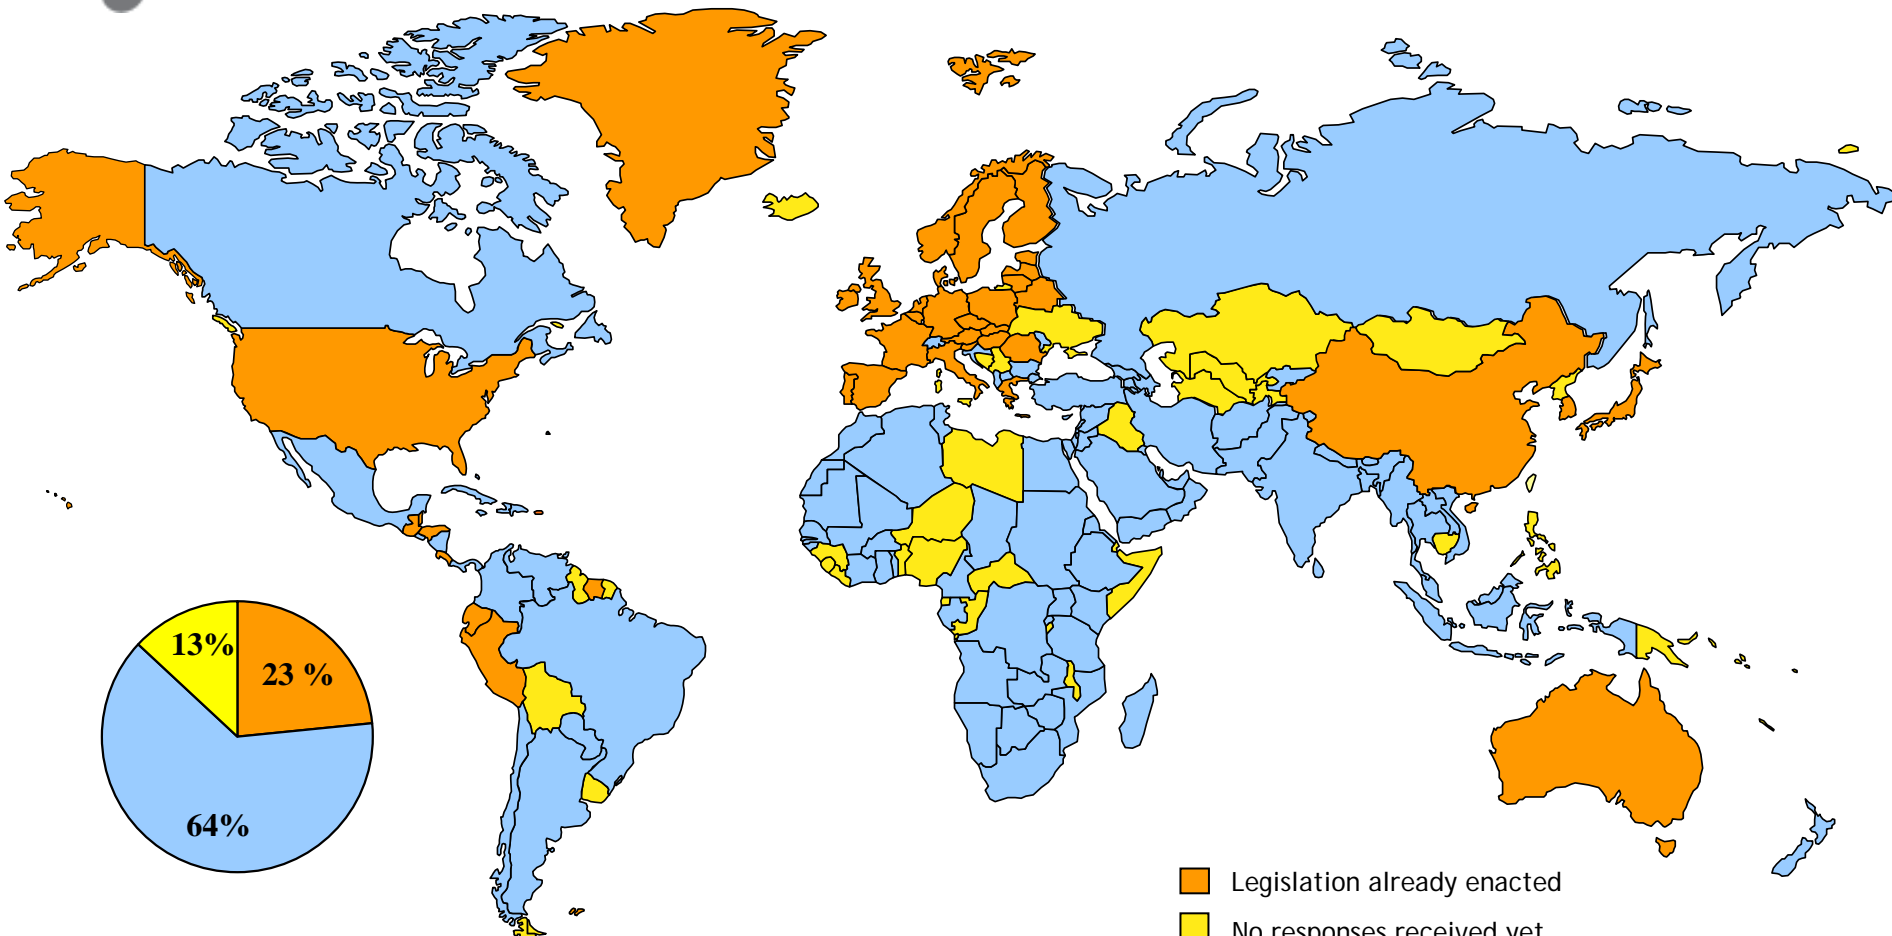 13%
23 %
64%
Legislation already enacted
No responses received yet